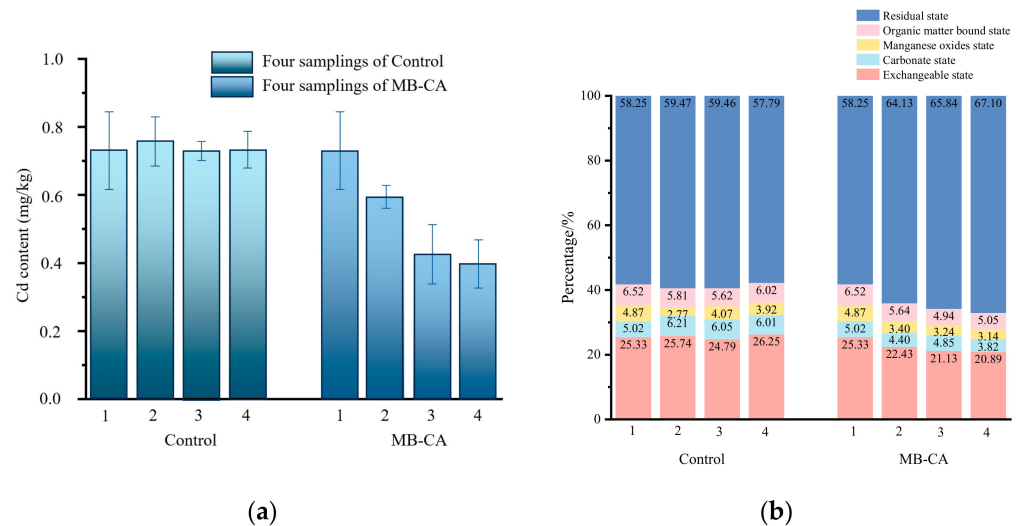 1.0
0.8
0.6
0.4
0.2
0.0
Cd content (mg/kg)
Four samplings of Control
Four samplings of MB-CA
1 2 3 4 1 2 3 4
Control MB-CA
(a)
Residual state
Organic matter bound state
Manganese oxides state
Carbonate state
Exchangeable state
100
80
60
40
20
0
Percentage/%
58.25 59.47 59.46 57.79 58.25 64.13 65.84 67.10
6.52 5.81 5.62 6.02 6.52 5.64 4.94 5.05
4.87 2.77 4.07 3.92 4.87 3.40 3.24 3.14
5.02 6.21 6.05 6.01 5.02 4.40 4.85 3.82
25.33 25.74 24.79 26.25 25.33 22.43 21.13 20.89
1 2 3 4 1 2 3 4
Control MB-CA
(b)